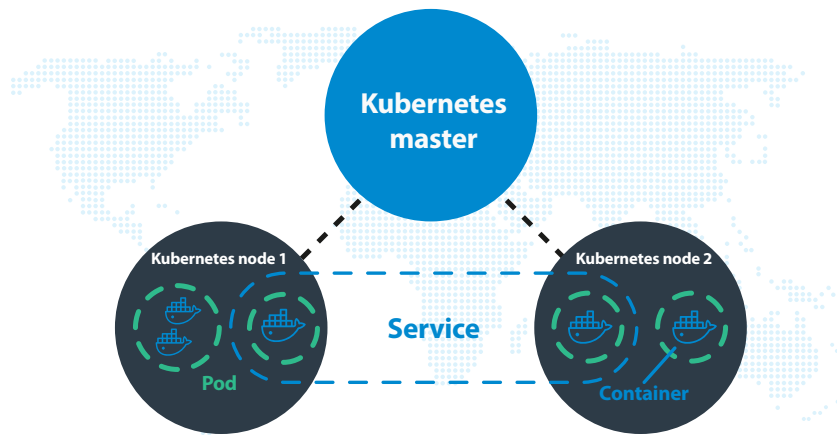 Kubernetes
master
Kubernetes node 1
Kubernetes node 2
Service
Pod
Container